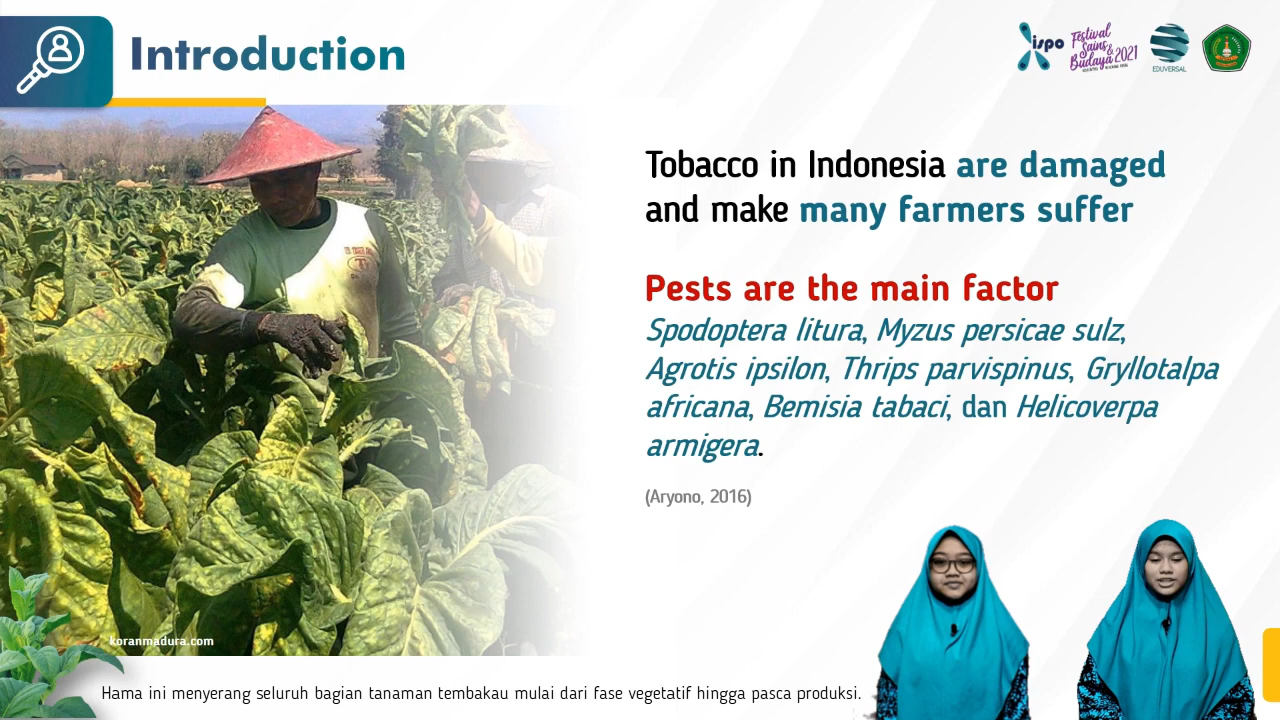 Introduction
ispo
Festival
Sains &
Budaya 2021
EDUVERSAL
Tobacco in Indonesia are damaged
and make many farmers suffer
Pests are the main factor
Spodoptera litura, Myzus persicae sulz,
Agrotis ipsilon, Thrips parvispinus, Gryllotalpa
africana, Bemisia tabaci, dan Helicoverpa
armigera.
(Aryono, 2016)
koranmadura.com
Hama ini menyerang seluruh bagian tanaman tembakau mulai dari fase vegetatif hingga pasca produksi.